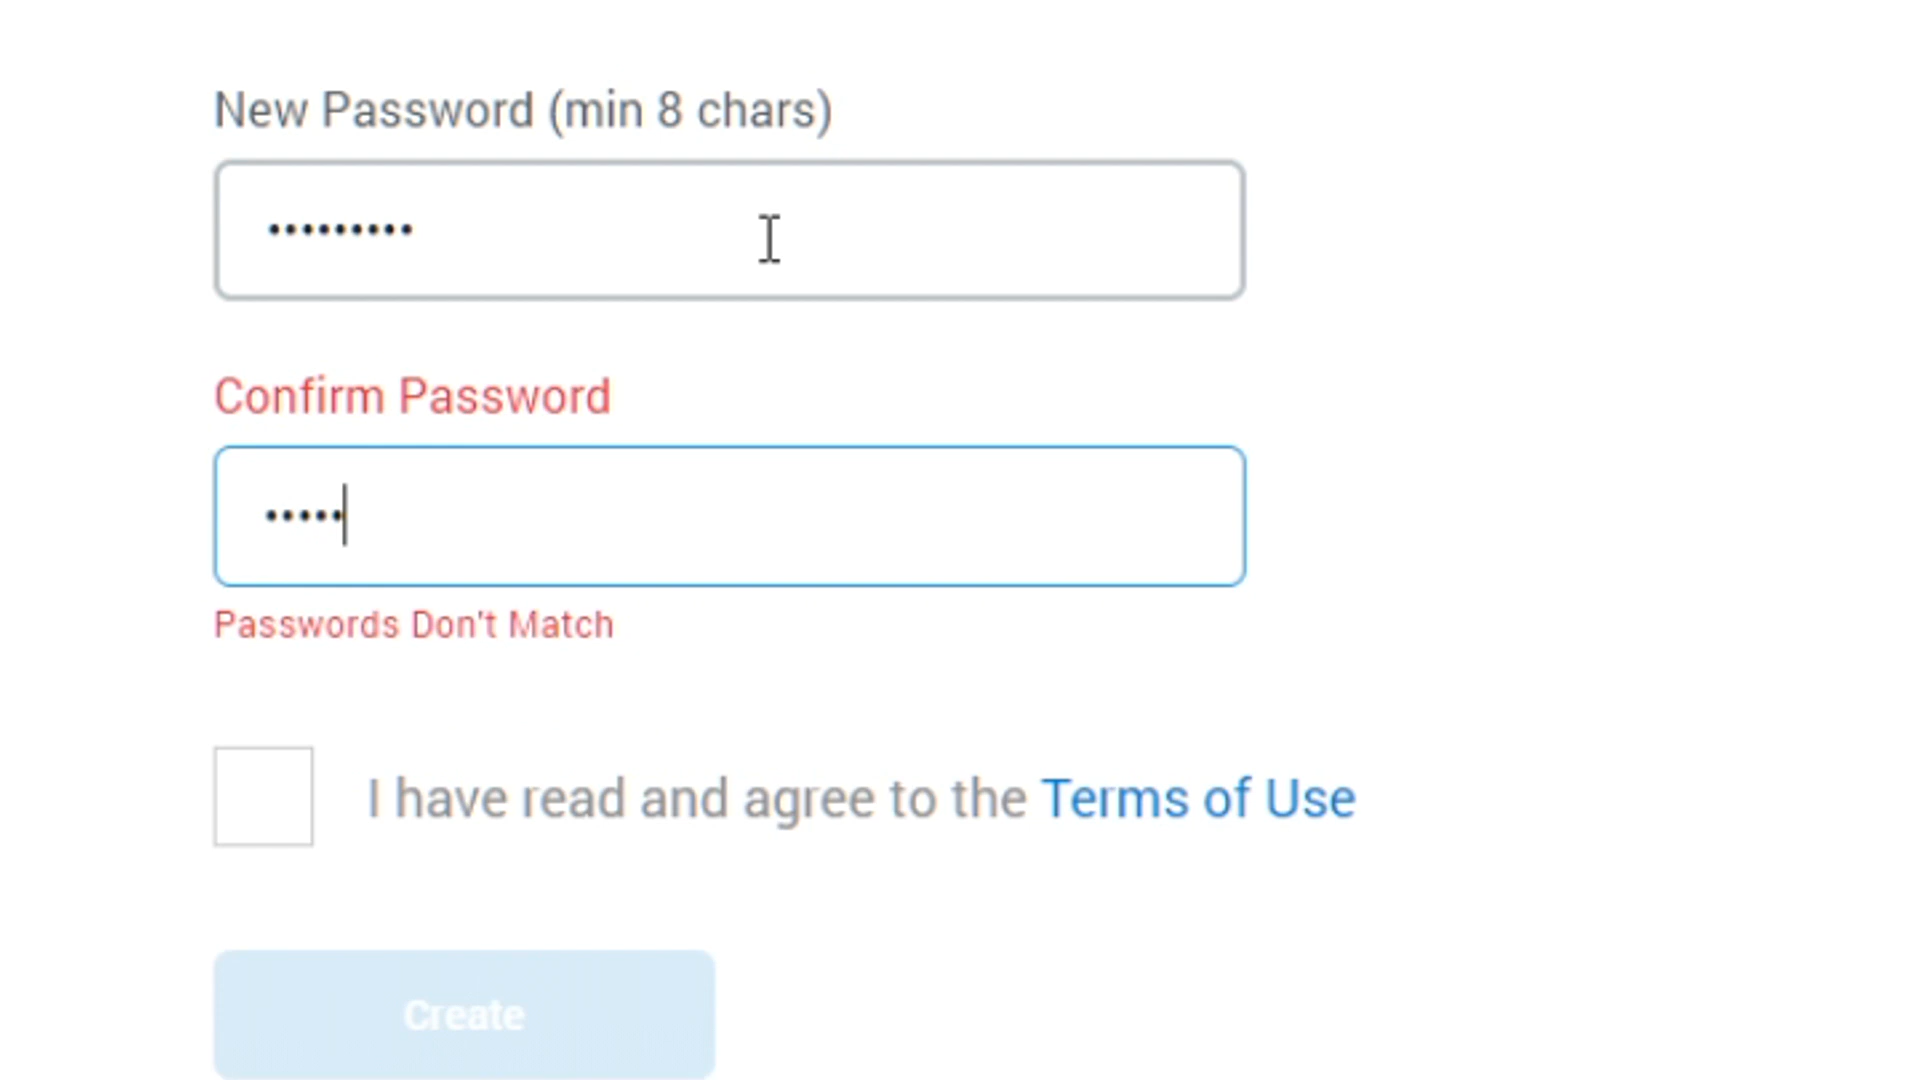 New Password (min 8 chars)
•••••••••
Confirm Password
•••••
Passwords Don't Match
I have read and agree to the Terms of Use
Create